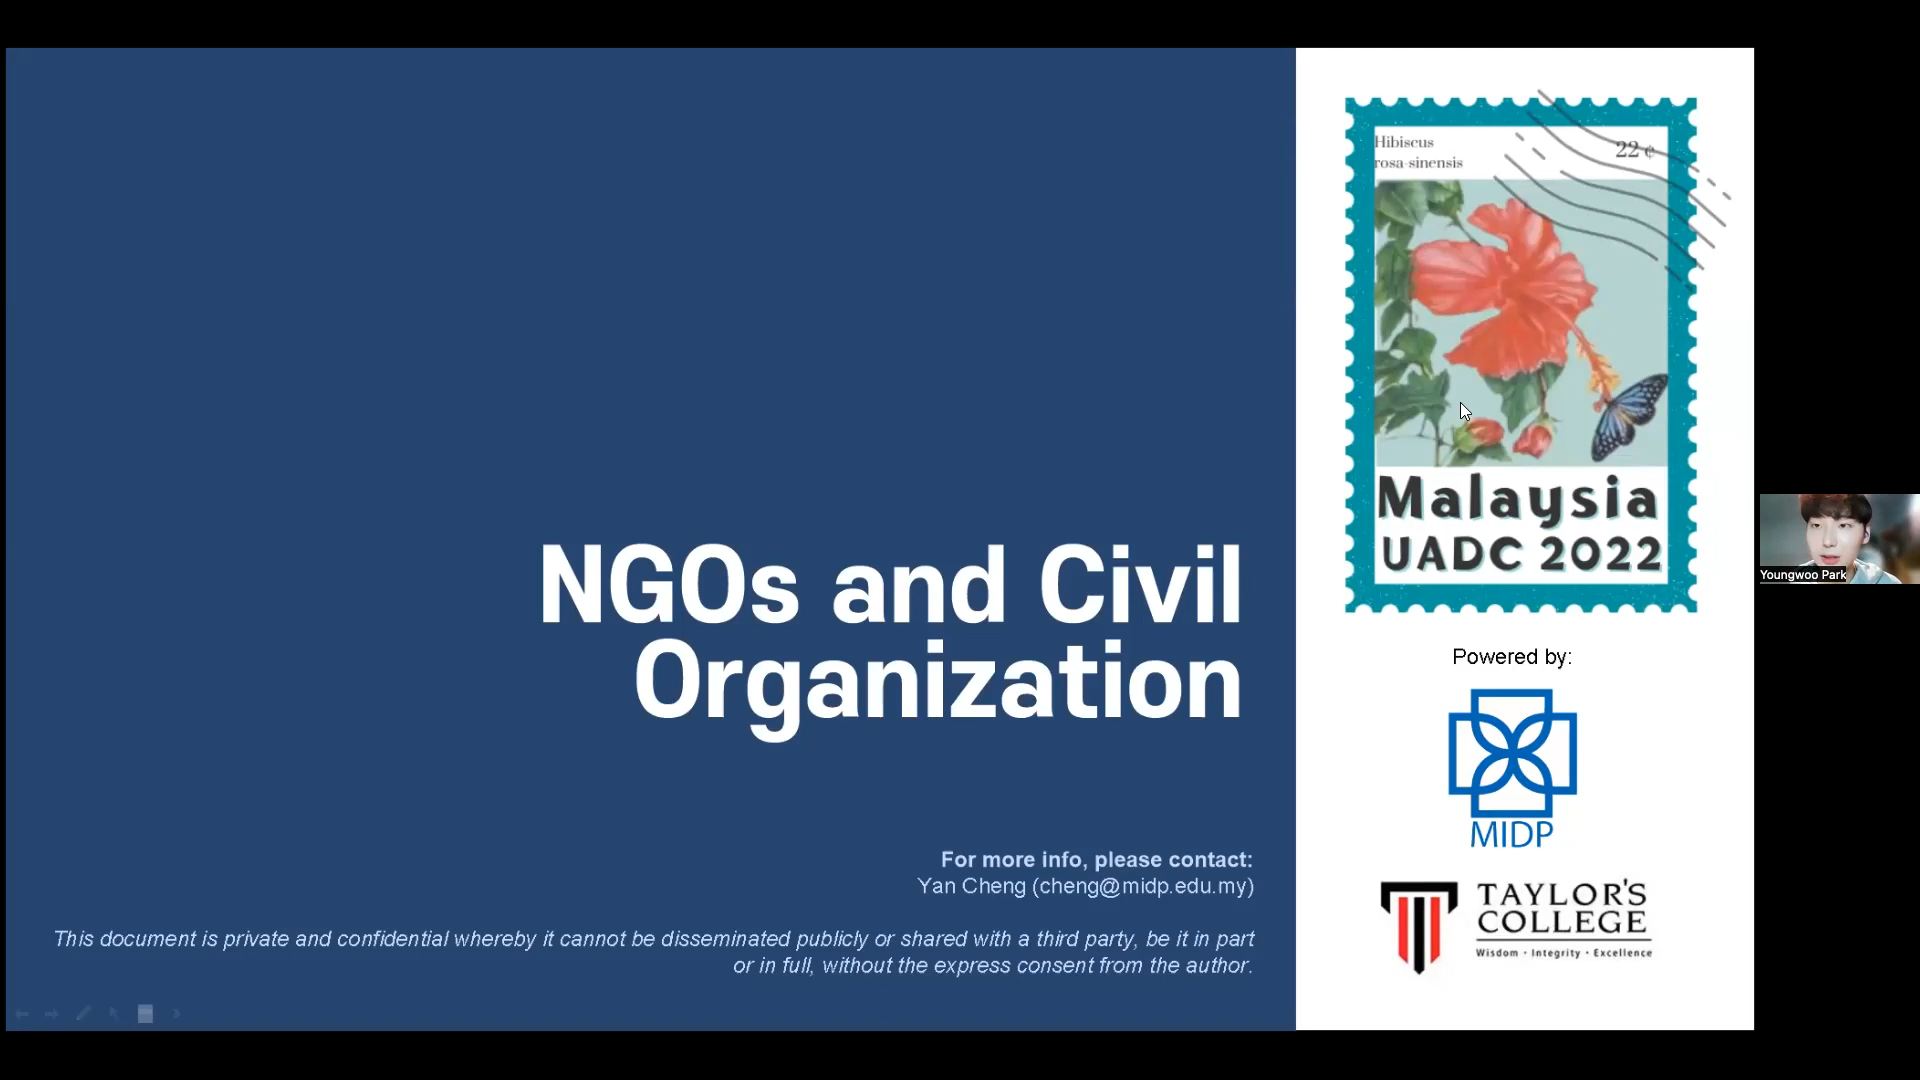 NGOs and Civil
Organization
For more info, please contact:
Yan Cheng (cheng@midp.edu.my)
This document is private and confidential whereby it cannot be disseminated publicly or shared with a third party, be it in part
or in full, without the express consent from the author.
Hibiscus
rosa-sinensis
22 ¢
Malaysia
UADC 2022
Powered by:
MIDP
TAYLOR'S
COLLEGE
Wisdom · Integrity · Excellence
Youngwoo Park